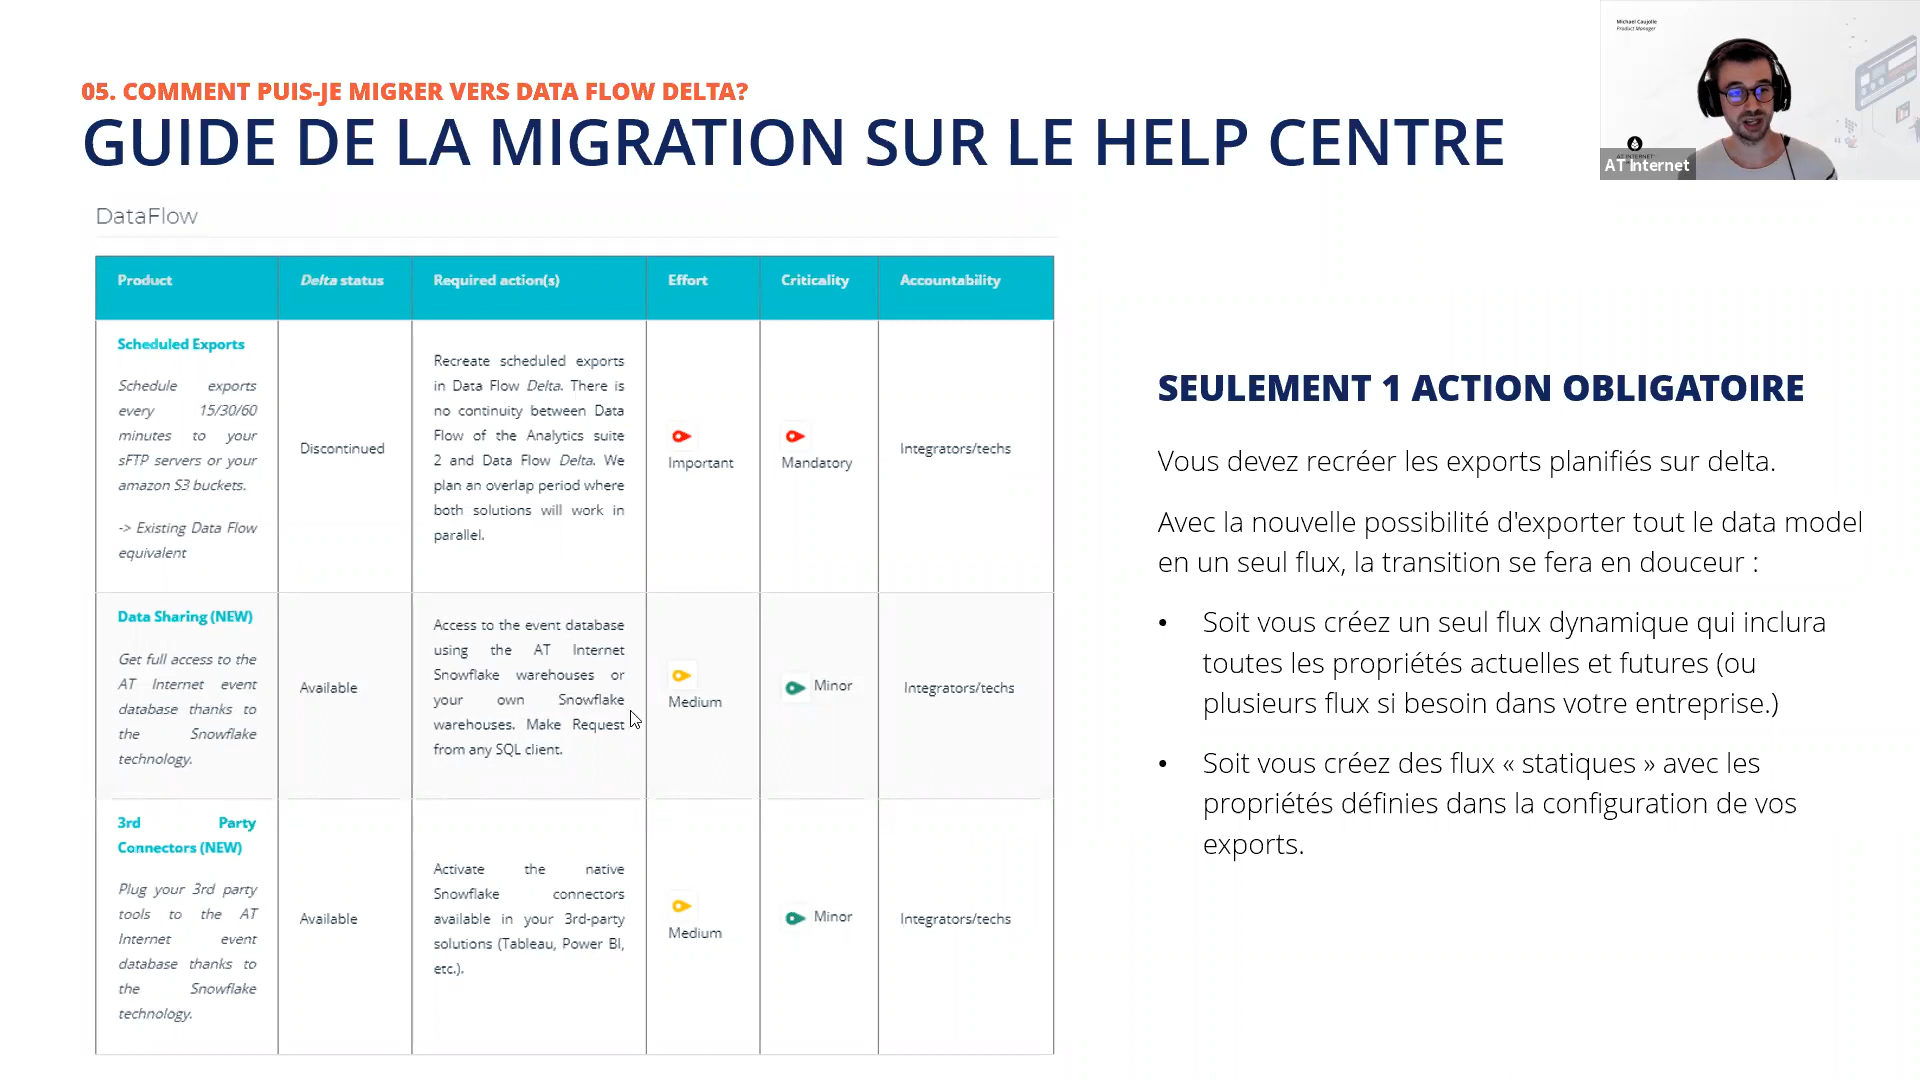 05. COMMENT PUIS-JE MIGRER VERS DATA FLOW DELTA?
GUIDE DE LA MIGRATION SUR LE HELP CENTRE
Michael Caujolle
Product Manager
AT Internet
DataFlow
Product
Delta status
Required action(s)
Effort
Criticality
Accountability
Scheduled Exports
Schedule exports
every 15/30/60
minutes to your
sFTP servers or your
amazon S3 buckets.
-> Existing Data Flow
equivalent
Discontinued
Recreate scheduled exports
in Data Flow Delta. There is
no continuity between Data
Flow of the Analytics suite
2 and Data Flow Delta. We
plan an overlap period where
both solutions will work in
parallel.
Important
Mandatory
Integrators/techs
Data Sharing (NEW)
Get full access to the
AT Internet event
database thanks to
the Snowflake
technology.
Available
Access to the event database
using the AT Internet
Snowflake warehouses or
your own Snowflake
warehouses. Make Request
from any SQL client.
Medium
Minor
Integrators/techs
3rd Party
Connectors (NEW)
Plug your 3rd party
tools to the AT
Internet event
database thanks to
the Snowflake
technology.
Available
Activate the native
Snowflake connectors
available in your 3rd-party
solutions (Tableau, Power BI,
etc.).
Medium
Minor
Integrators/techs
SEULEMENT 1 ACTION OBLIGATOIRE
Vous devez recréer les exports planifiés sur delta.
Avec la nouvelle possibilité d'exporter tout le data model
en un seul flux, la transition se fera en douceur :
• Soit vous créez un seul flux dynamique qui inclura
toutes les propriétés actuelles et futures (ou
plusieurs flux si besoin dans votre entreprise.)
• Soit vous créez des flux « statiques » avec les
propriétés définies dans la configuration de vos
exports.